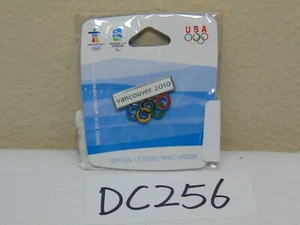 USA
vancouver 2010
OFFICIAL LICENSED MERCHANDISE
DC256